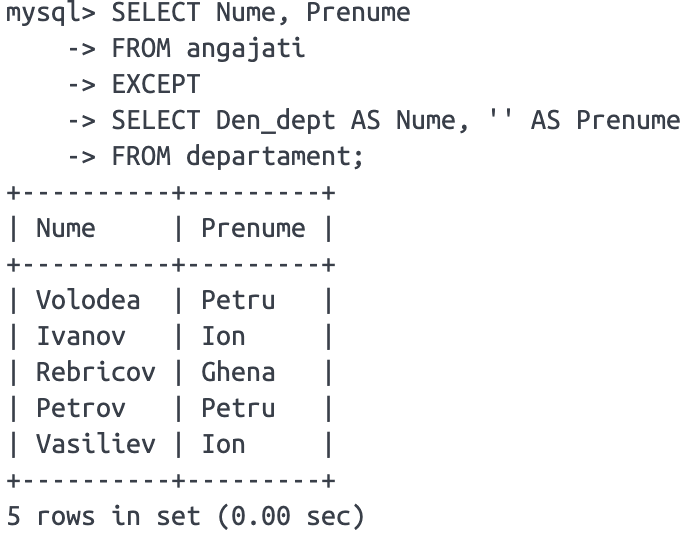 mysql> SELECT Nume, Prenume
    -> FROM angajati
    -> EXCEPT
    -> SELECT Den_dept AS Nume, '' AS Prenume
    -> FROM departament;
+----------+---------+
| Nume     | Prenume |
+----------+---------+
| Volodea  | Petru   |
| Ivanov   | Ion     |
| Rebricov | Ghena   |
| Petrov   | Petru   |
| Vasiliev | Ion     |
+----------+---------+
5 rows in set (0.00 sec)